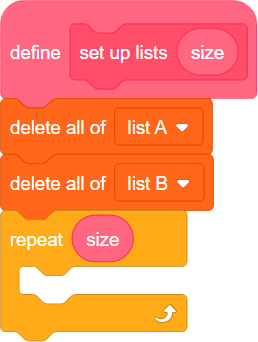 define set up lists size
delete all of list A
delete all of list B
repeat size